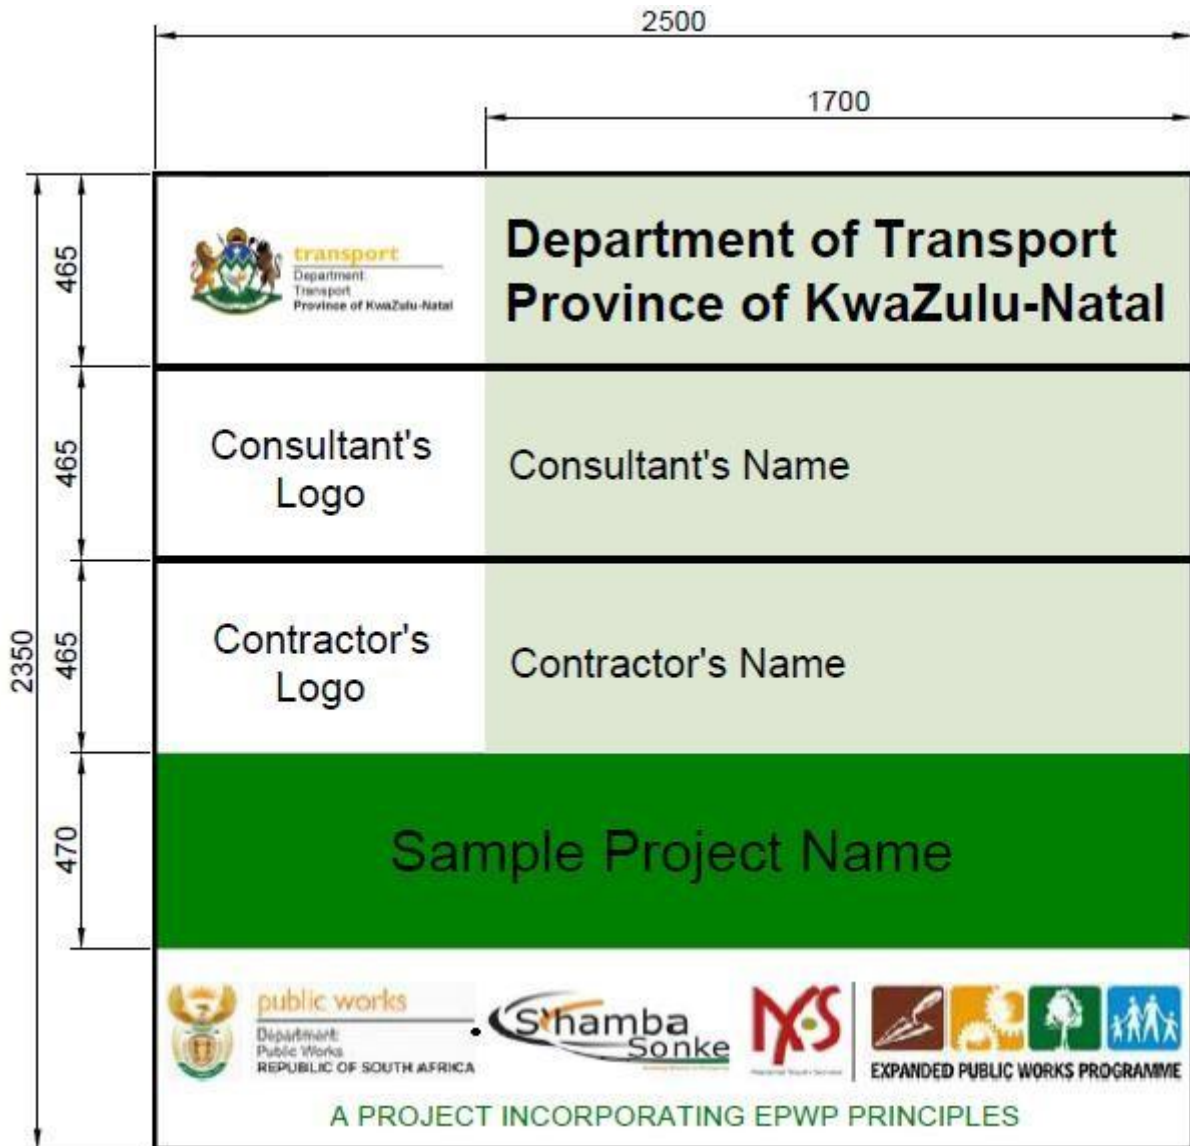 2500
1700
465
transport
Department:
Transport
Province of KwaZulu-Natal
Department of Transport
Province of KwaZulu-Natal
465
Consultant's
Logo
Consultant's Name
2350
465
Contractor's
Logo
Contractor's Name
470
Sample Project Name
public works
Department:
Public Works
REPUBLIC OF SOUTH AFRICA
S'hamba
Sonke
NYS
EXPANDED PUBLIC WORKS PROGRAMME
A PROJECT INCORPORATING EPWP PRINCIPLES